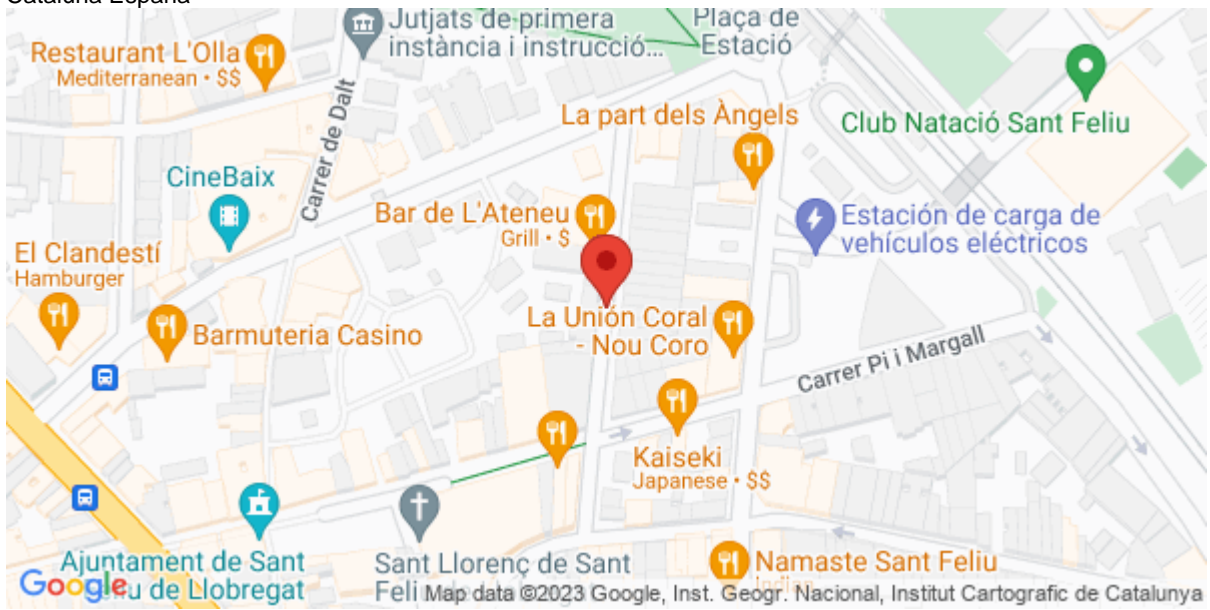 Cataluña España
Jutjats de primera
instància i instrucció...
Plaça de
Estació
Restaurant L'Olla
Mediterranean • $$
Carrer de Dalt
La part dels Àngels
Club Natació Sant Feliu
CineBaix
Bar de L'Ateneu
Grill • $
Estación de carga de
vehículos eléctricos
El Clandestí
Hamburger
La Unión Coral
- Nou Coro
Barmuteria Casino
Carrer Pi i Margall
Kaiseki
Japanese • $$
Ajuntament de Sant
Feliu de Llobregat
Sant Llorenç de Sant
Feli
Namaste Sant Feliu
Indian
Google
Map data ©2023 Google, Inst. Geogr. Nacional, Institut Cartografic de Catalunya